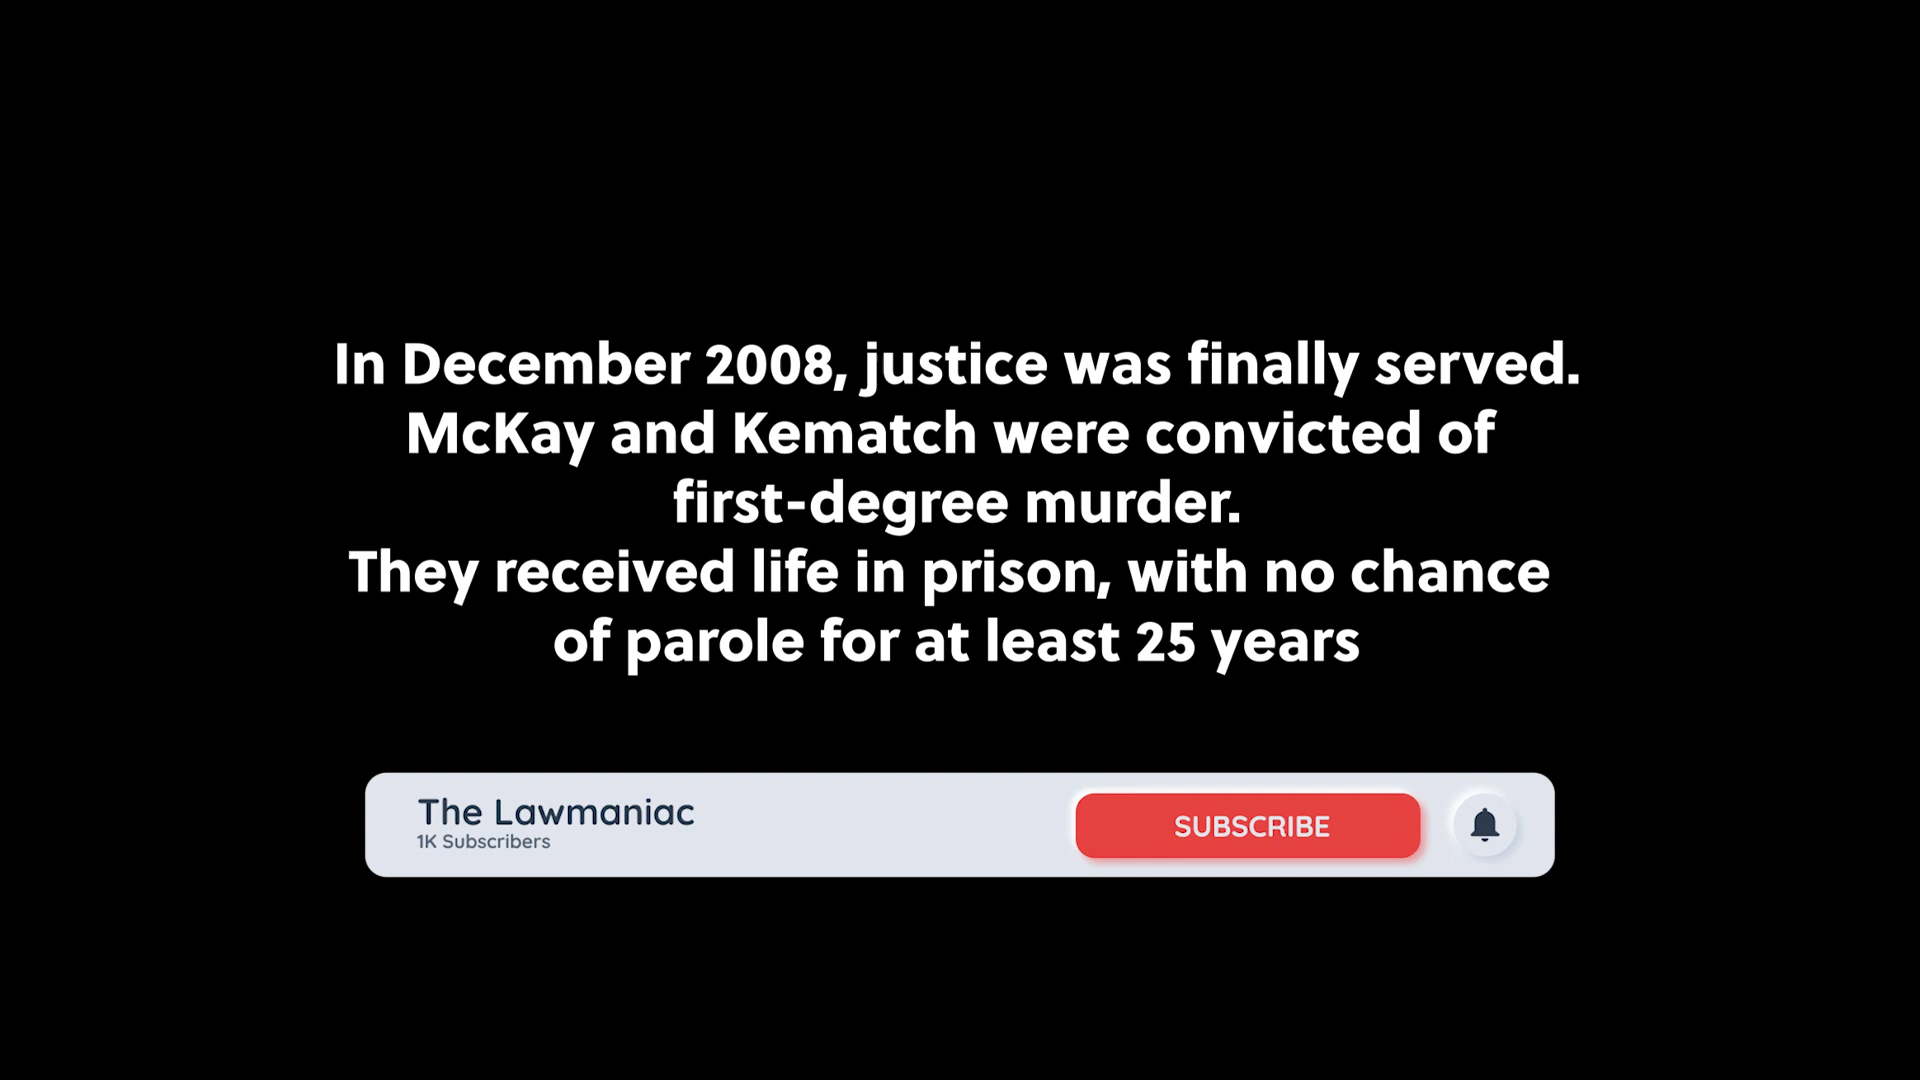 In December 2008, justice was finally served.
McKay and Kematch were convicted of
first-degree murder.
They received life in prison, with no chance
of parole for at least 25 years
The Lawmaniac
1K Subscribers
SUBSCRIBE